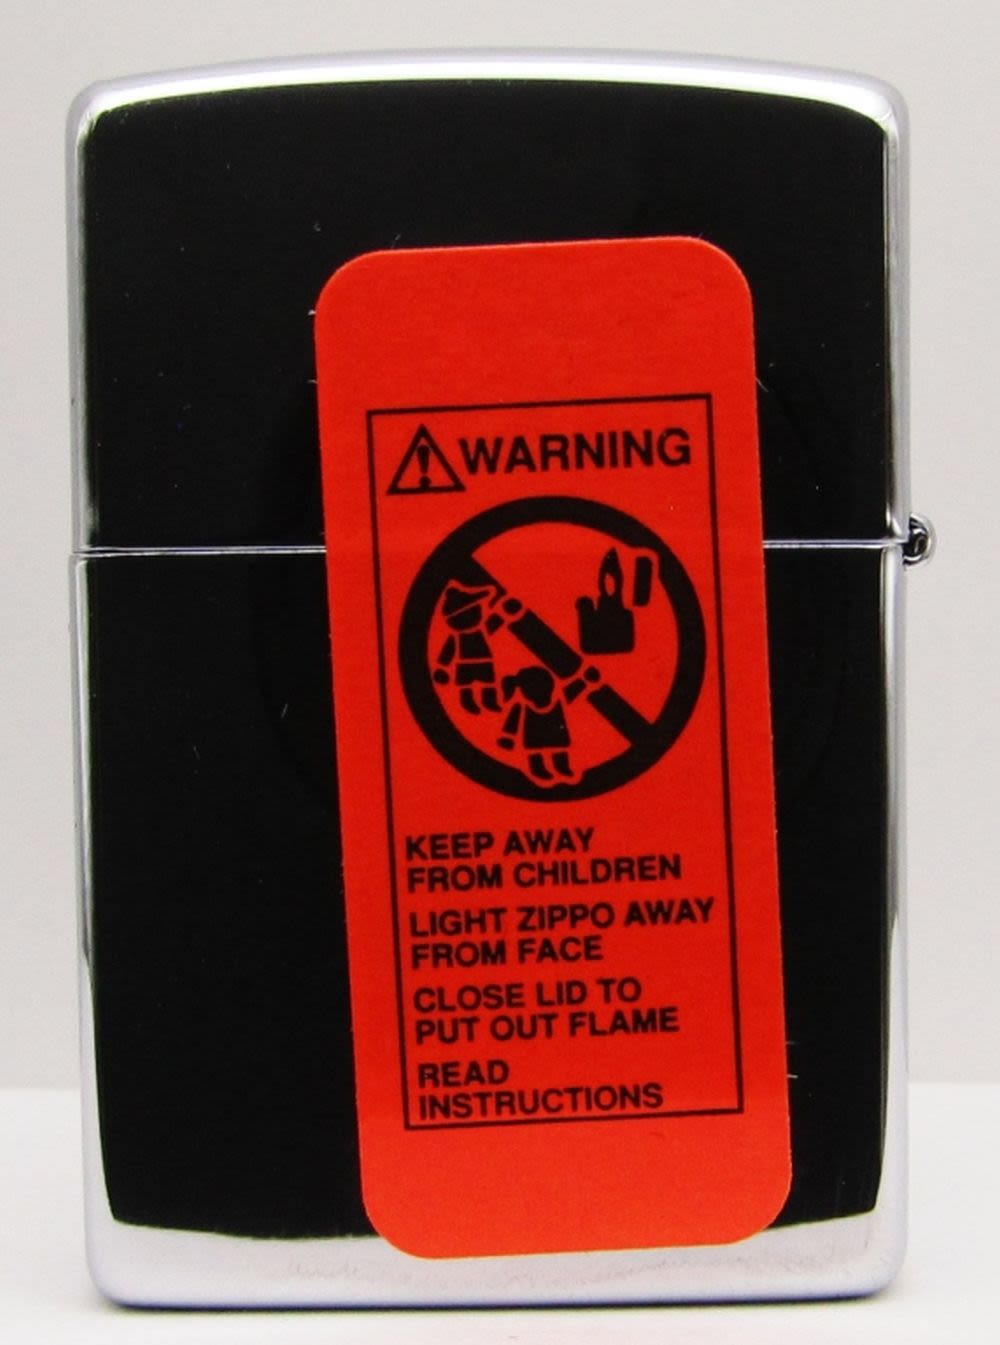 WARNING
KEEP AWAY
FROM CHILDREN
LIGHT ZIPPO AWAY
FROM FACE
CLOSE LID TO
PUT OUT FLAME
READ
INSTRUCTIONS